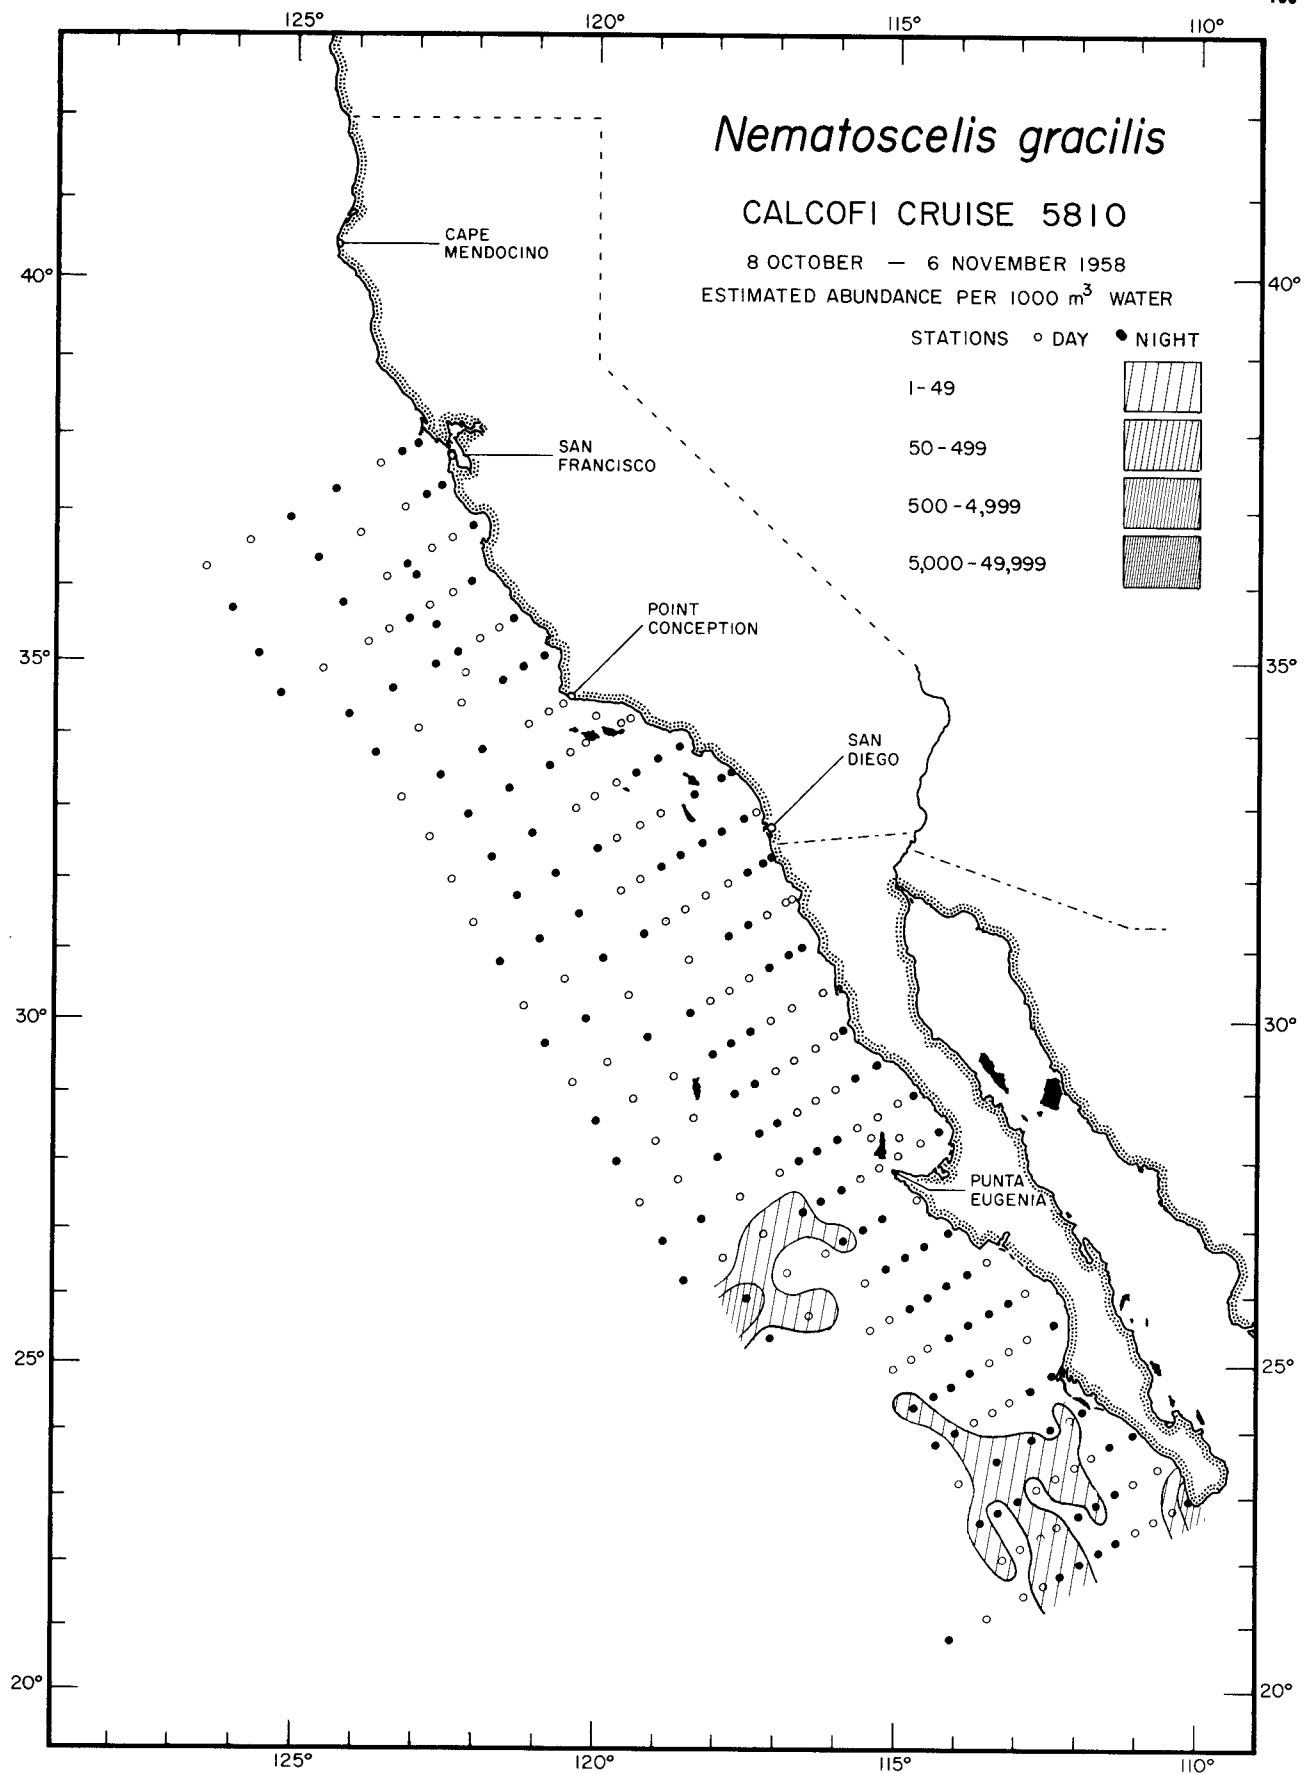 125° 120° 115° 110°
Nematoscelis gracilis
CALCOFI CRUISE 5810
8 OCTOBER — 6 NOVEMBER 1958
ESTIMATED ABUNDANCE PER 1000 m³ WATER
STATIONS ○ DAY ● NIGHT
1-49
50-499
500-4,999
5,000-49,999
CAPE
MENDOCINO
40° 40°
SAN
FRANCISCO
POINT
CONCEPTION
35° 35°
SAN
DIEGO
30° 30°
PUNTA
EUGENIA
25° 25°
20° 20°
125° 120° 115° 110°